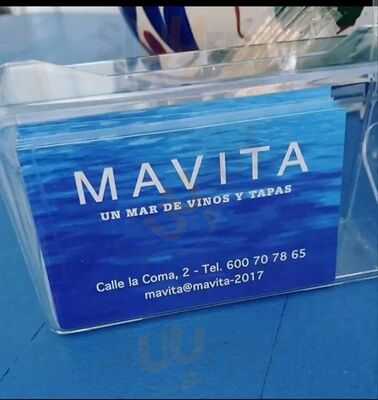 MAVITA
UN MAR DE VINOS Y TAPAS
Calle la Coma, 2 - Tel. 600 70 78 65
mavita@mavita-2017